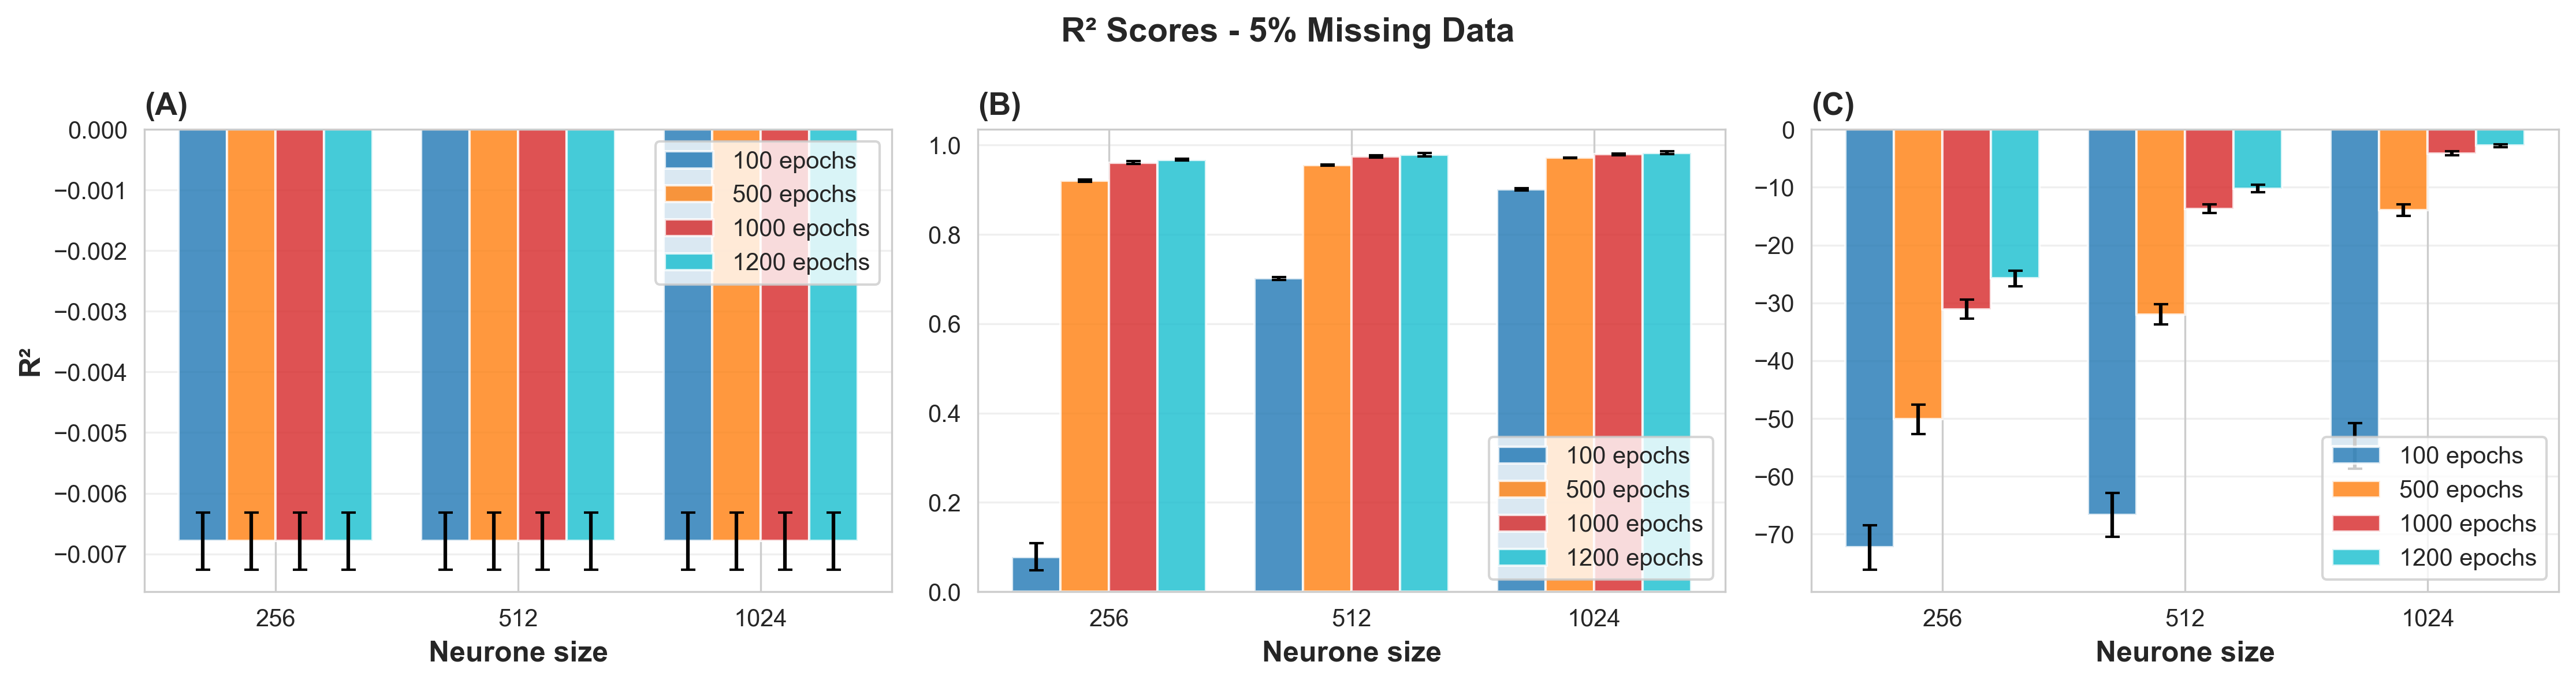 R² Scores - 5% Missing Data
(A)
R²
0.000
−0.001
−0.002
−0.003
−0.004
−0.005
−0.006
−0.007
100 epochs
500 epochs
1000 epochs
1200 epochs
256 512 1024
Neurone size
(B)
1.0
0.8
0.6
0.4
0.2
0.0
100 epochs
500 epochs
1000 epochs
1200 epochs
256 512 1024
Neurone size
(C)
0
−10
−20
−30
−40
−50
−60
−70
100 epochs
500 epochs
1000 epochs
1200 epochs
256 512 1024
Neurone size